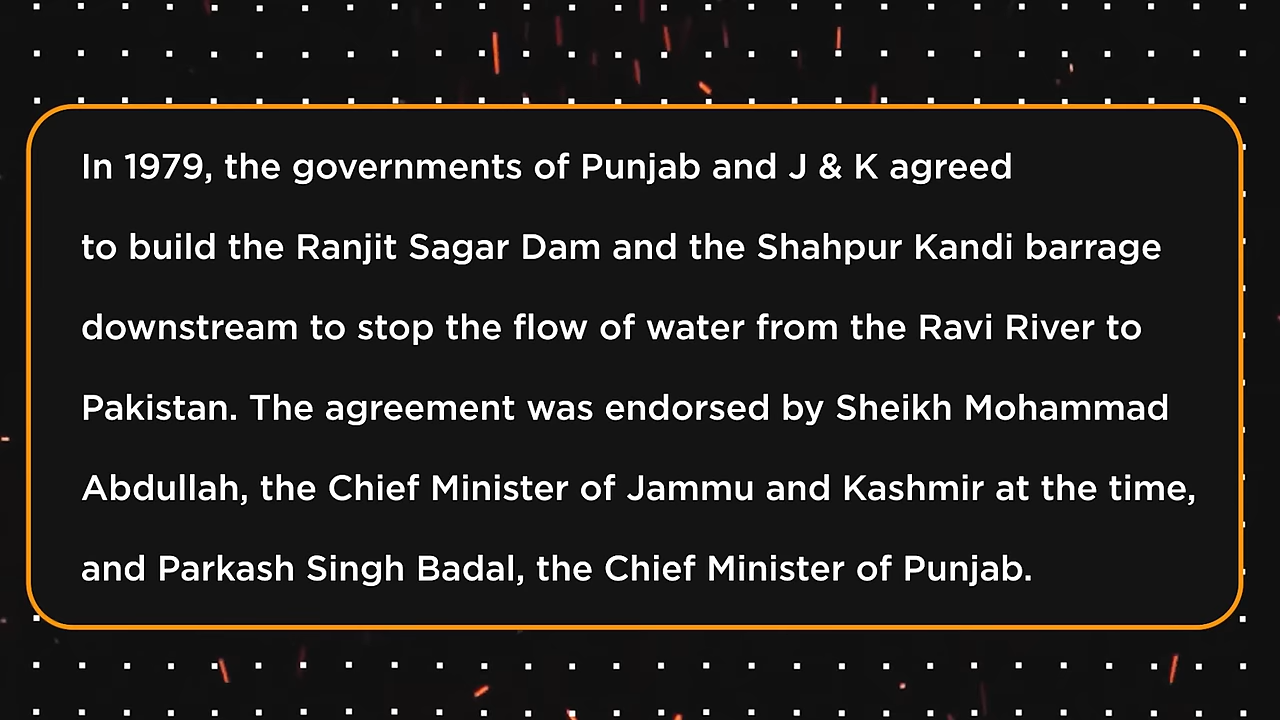 In 1979, the governments of Punjab and J & K agreed
to build the Ranjit Sagar Dam and the Shahpur Kandi barrage
downstream to stop the flow of water from the Ravi River to
Pakistan. The agreement was endorsed by Sheikh Mohammad
Abdullah, the Chief Minister of Jammu and Kashmir at the time,
and Parkash Singh Badal, the Chief Minister of Punjab.